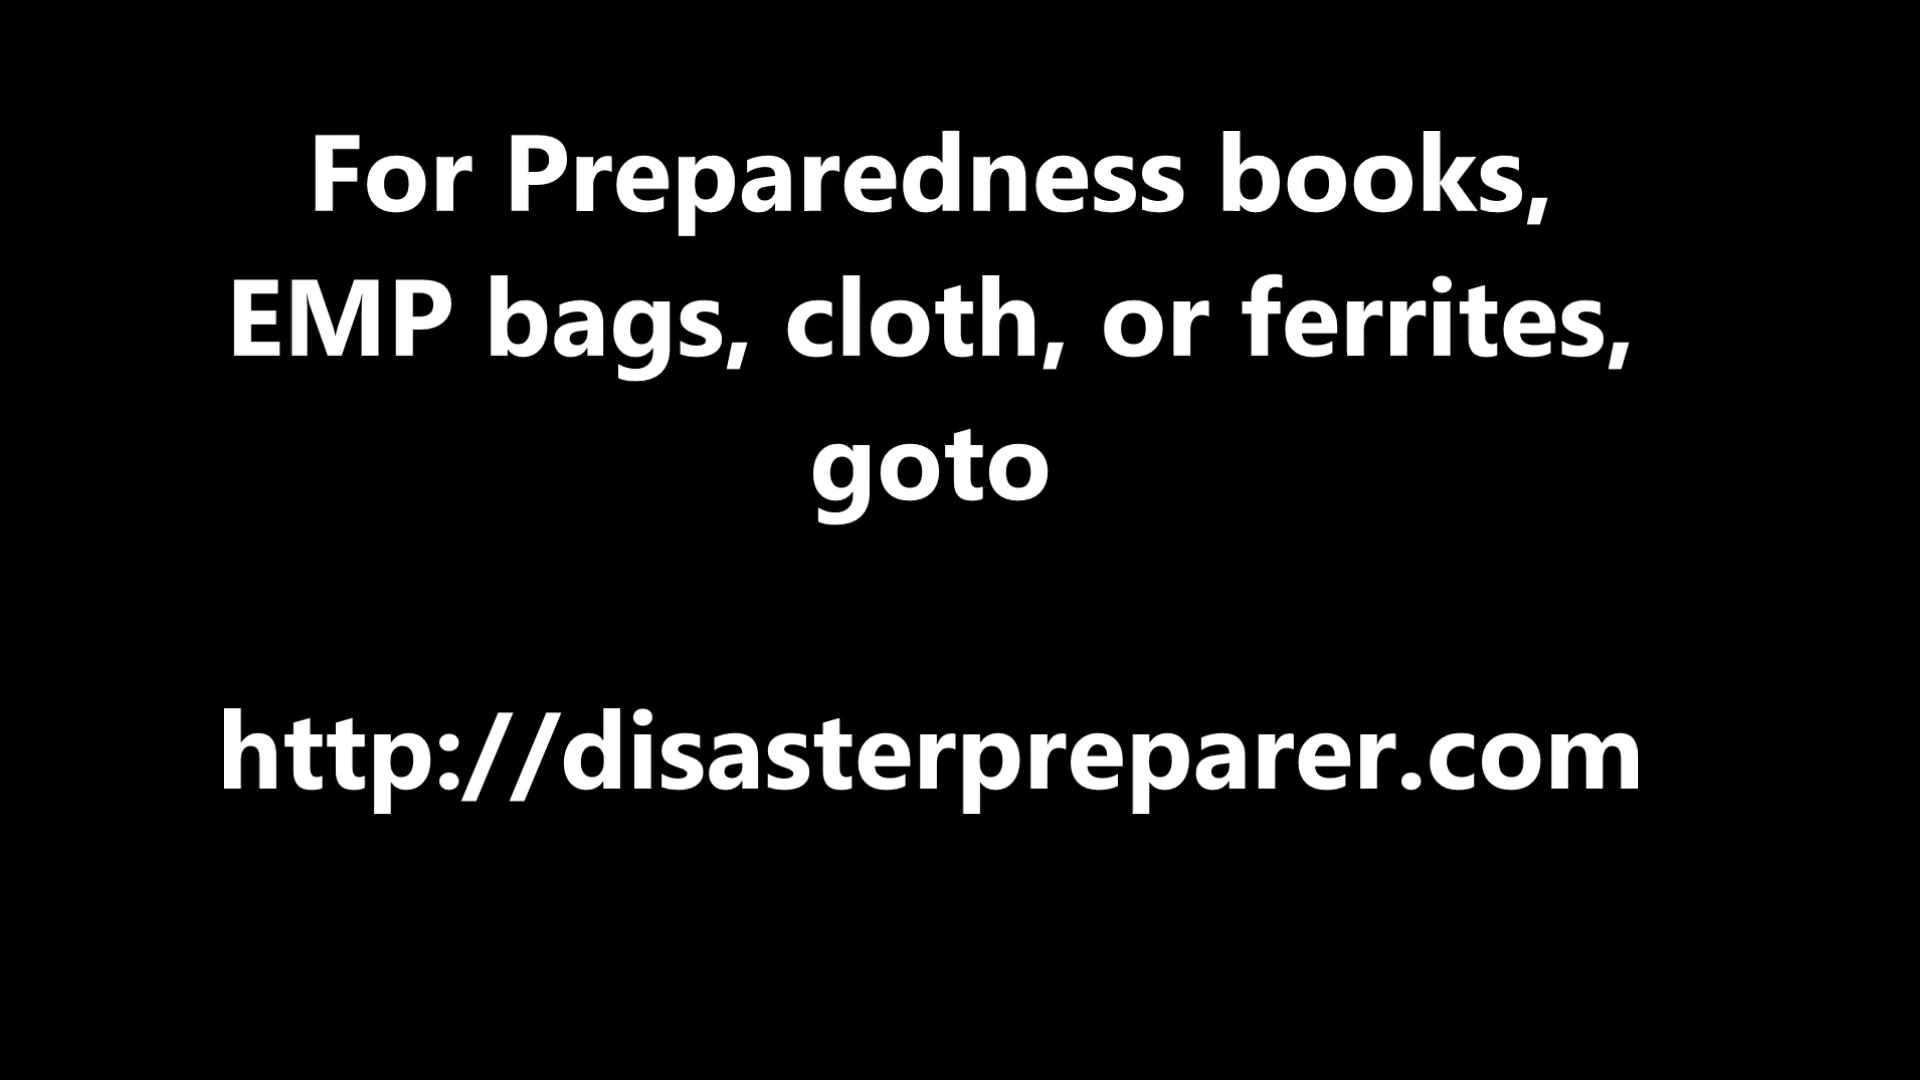 For Preparedness books,
EMP bags, cloth, or ferrites,
goto
http://disasterpreparer.com